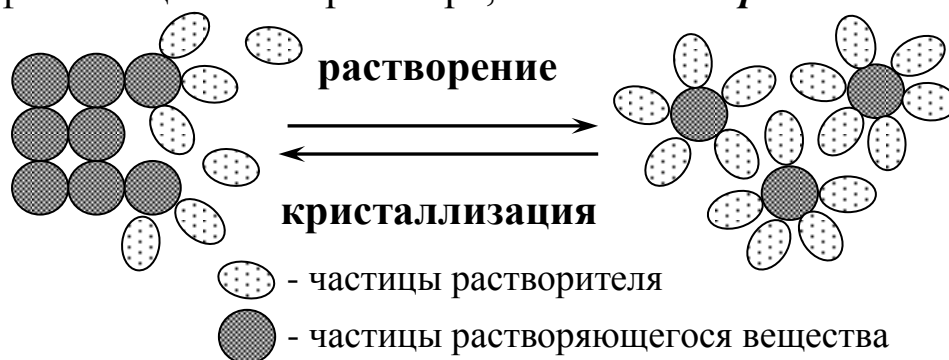 растворение
кристаллизация
- частицы растворителя
- частицы растворяющегося вещества